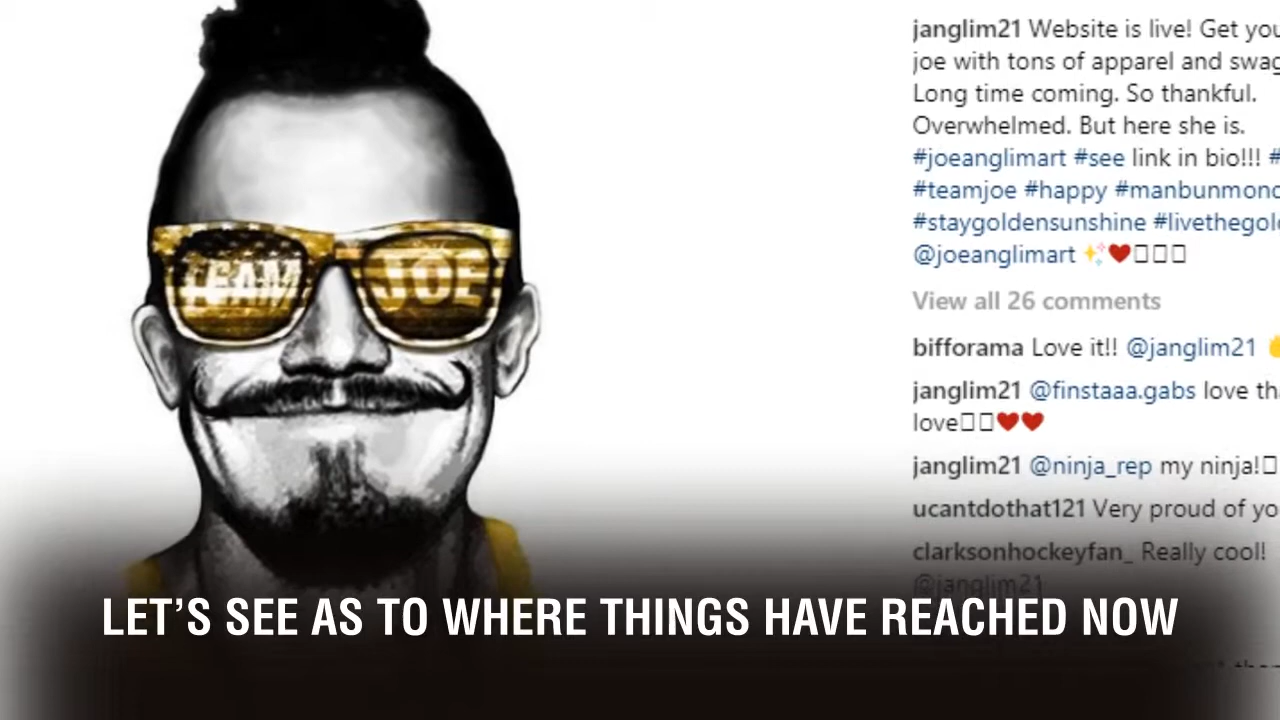 TEAM JOE
janglim21 Website is live! Get you
joe with tons of apparel and swag
Long time coming. So thankful.
Overwhelmed. But here she is.
#joeanglimart #see link in bio!!! #
#teamjoe #happy #manbunmond
#staygoldensunshine #livethegold
@joeanglimart
View all 26 comments
bifforama Love it!! @janglim21
janglim21 @finstaaa.gabs love tha
love
janglim21 @ninja_rep my ninja!
ucantdothat121 Very proud of yo
clarksonhockeyfan_ Really cool!
@janglim21
LET'S SEE AS TO WHERE THINGS HAVE REACHED NOW